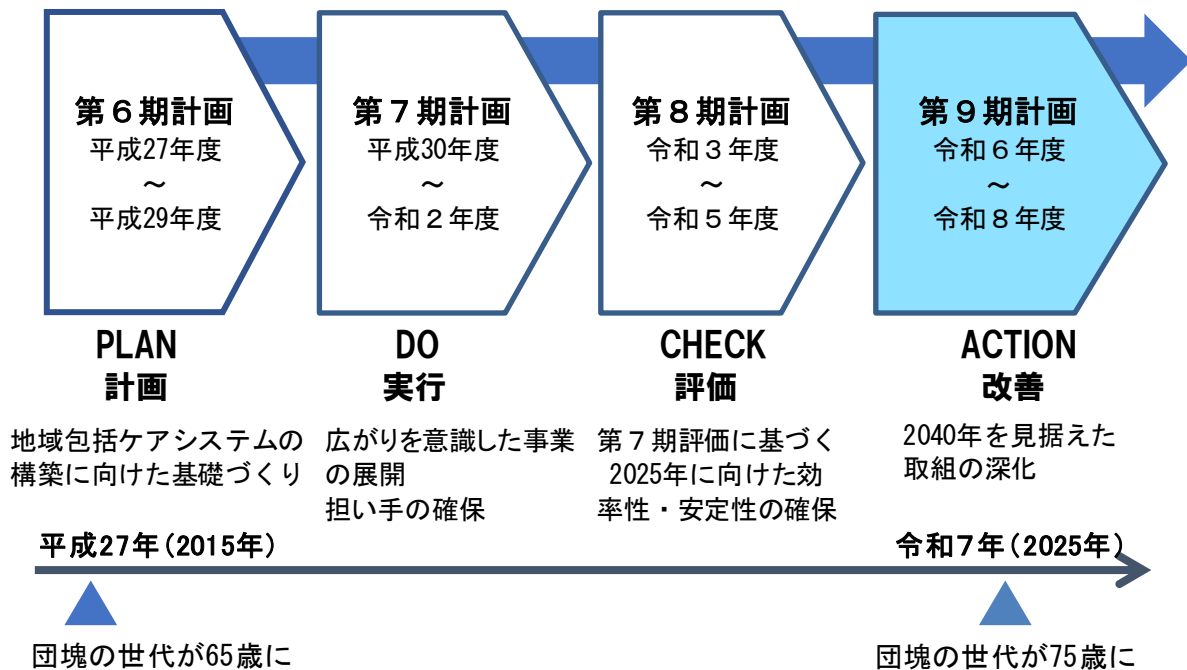 第６期計画
平成27年度
～
平成29年度
第７期計画
平成30年度
～
令和２年度
第８期計画
令和３年度
～
令和５年度
第９期計画
令和６年度
～
令和８年度
PLAN
計画
地域包括ケアシステムの
構築に向けた基礎づくり
DO
実行
広がりを意識した事業
の展開
担い手の確保
CHECK
評価
第７期評価に基づく
2025年に向けた効
率性・安定性の確保
ACTION
改善
2040年を見据えた
取組の深化
平成27年(2015年)
令和7年(2025年)
団塊の世代が65歳に
団塊の世代が75歳に